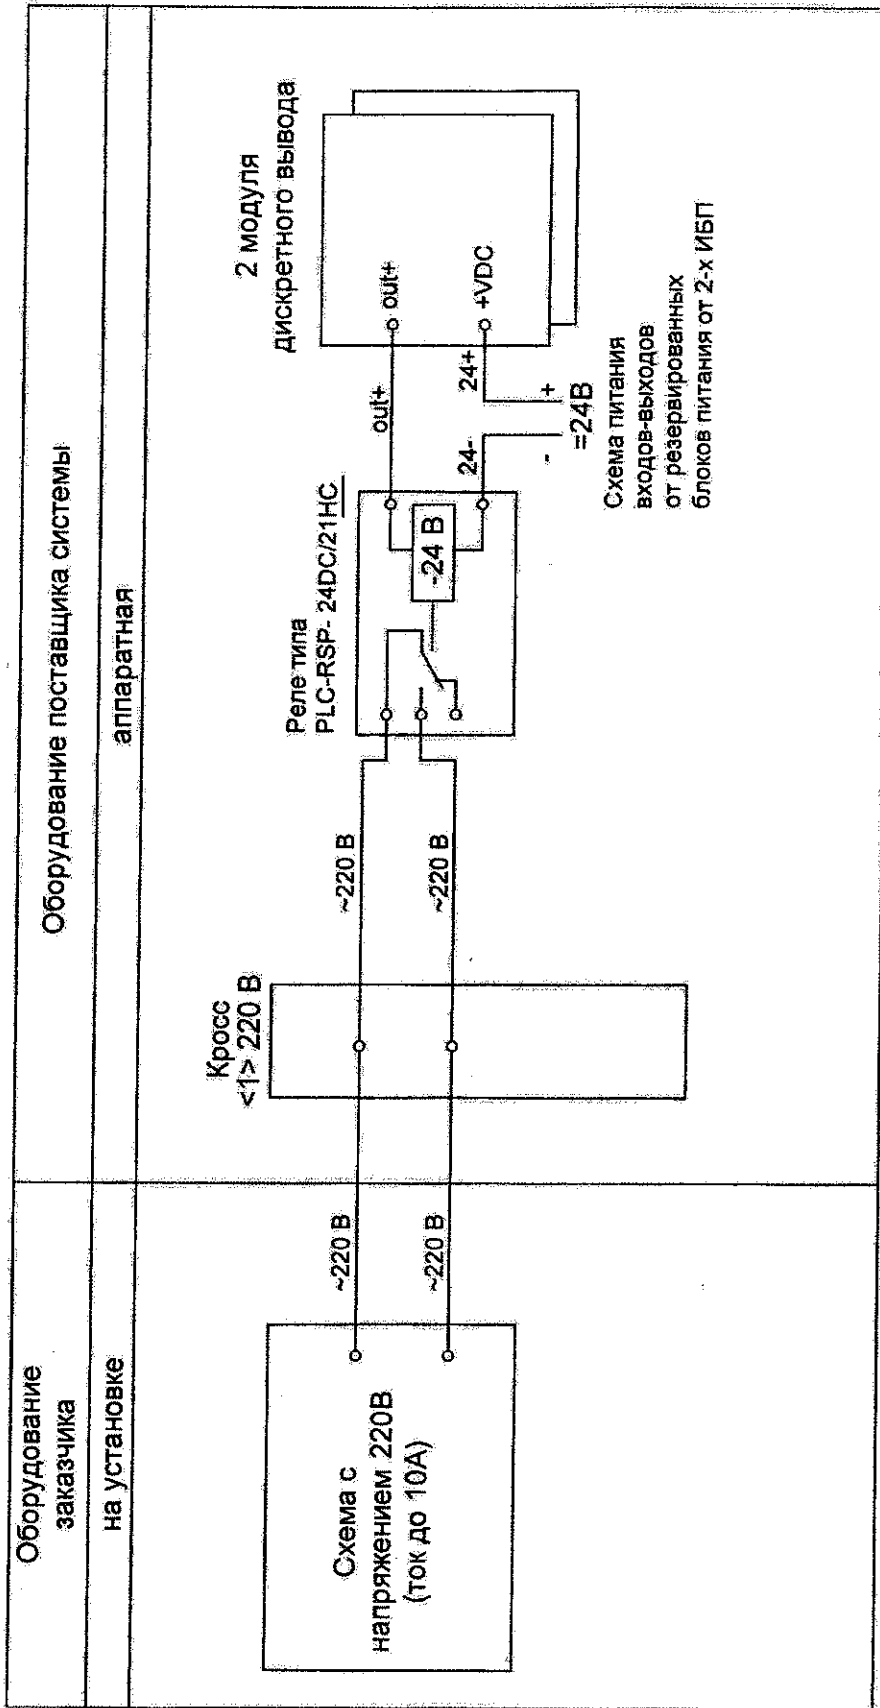 Оборудование
заказчика
Оборудование поставщика системы
на установке
аппаратная
Схема с
напряжением 220В
(ток до 10А)
~220 В
~220 В
Кросс
<1> 220 В
~220 В
~220 В
Реле типа
PLC-RSP- 24DC/21HC
-24 В
out+
24-
24+
-
+
=24В
Схема питания
входов-выходов
от резервированных
блоков питания от 2-х ИБП
2 модуля
дискретного вывода
out+
+VDC